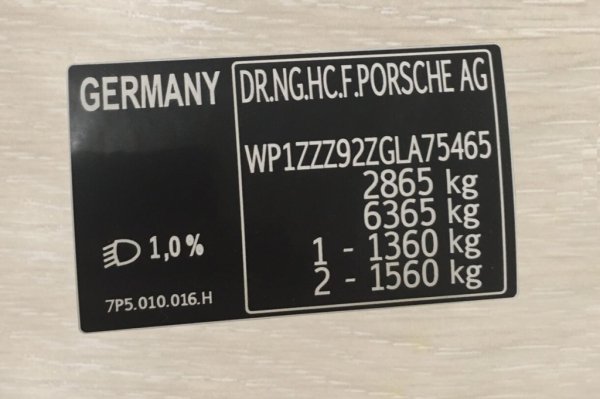 GERMANY
DR.NG.HC.F.PORSCHE AG
WP1ZZZ92ZGLA75465
2865 kg
6365 kg
1 - 1360 kg
2 - 1560 kg
1,0%
7P5.010.016.H